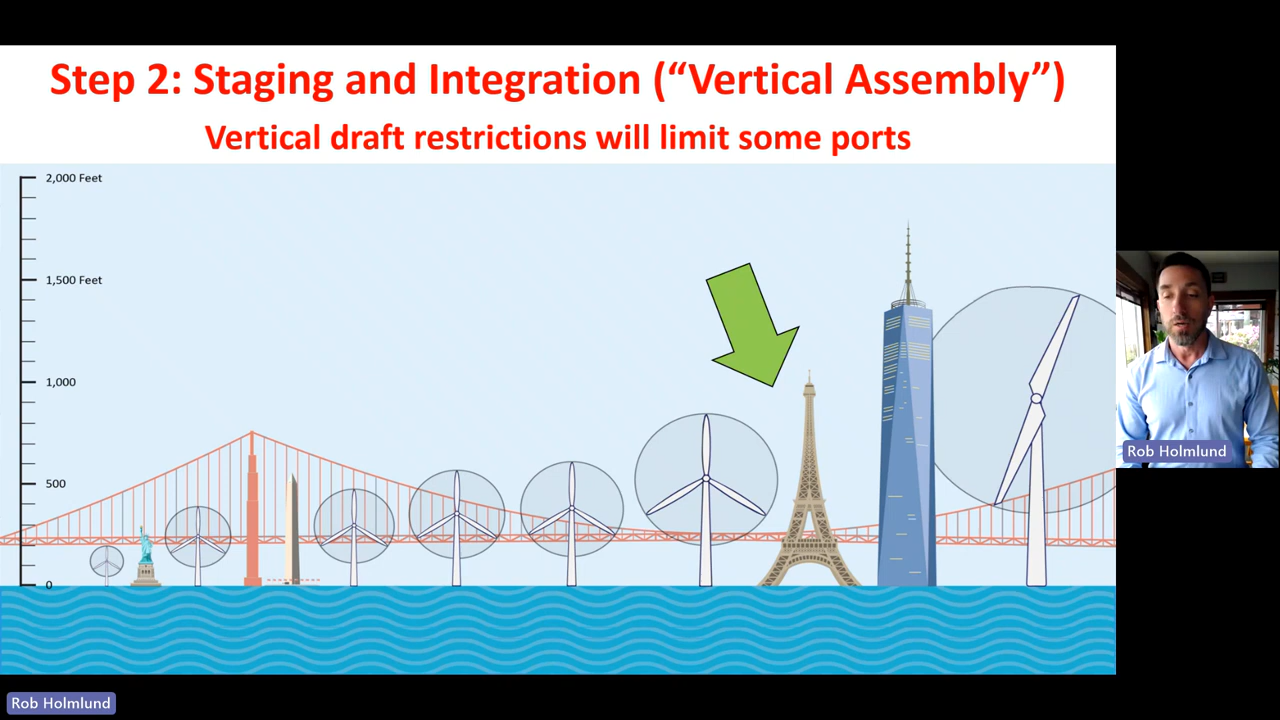 Step 2: Staging and Integration (“Vertical Assembly”)
Vertical draft restrictions will limit some ports
2,000 Feet
1,500 Feet
1,000
500
0
Rob Holmlund
Rob Holmlund